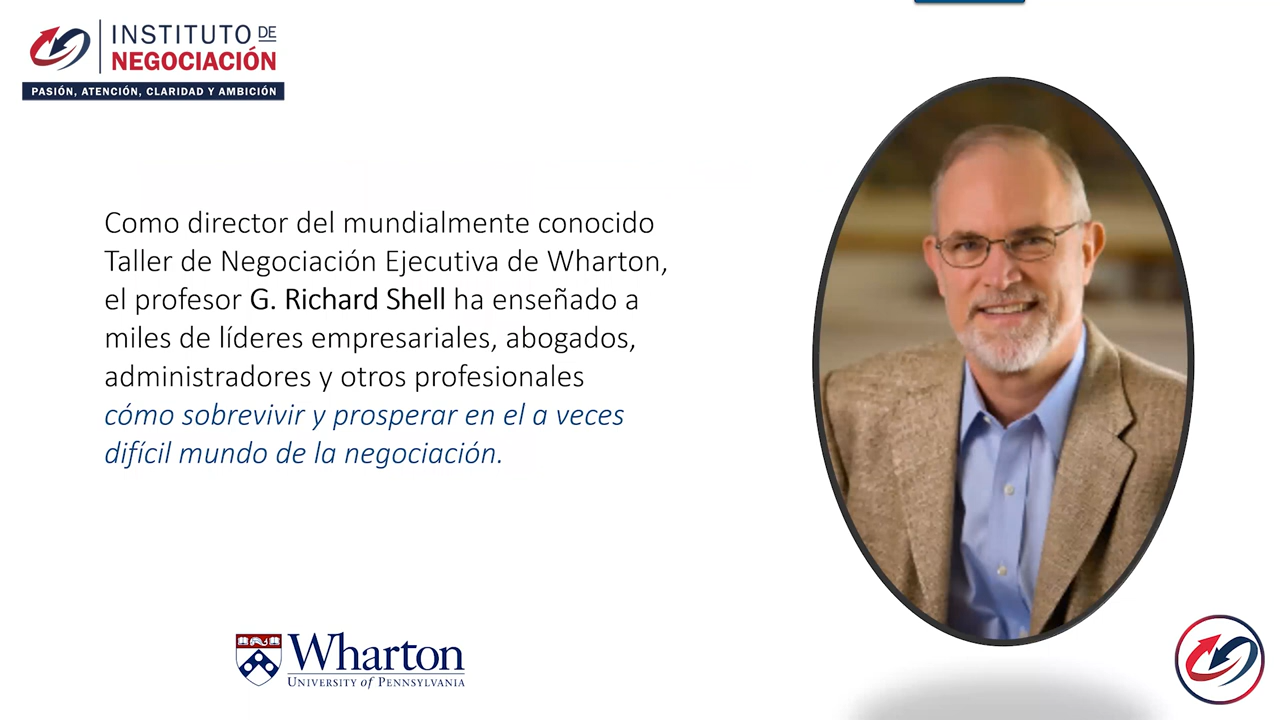 INSTITUTO DE
NEGOCIACIÓN
PASIÓN, ATENCIÓN, CLARIDAD Y AMBICIÓN
Como director del mundialmente conocido
Taller de Negociación Ejecutiva de Wharton,
el profesor G. Richard Shell ha enseñado a
miles de líderes empresariales, abogados,
administradores y otros profesionales
cómo sobrevivir y prosperar en el a veces
difícil mundo de la negociación.
Wharton
UNIVERSITY of PENNSYLVANIA